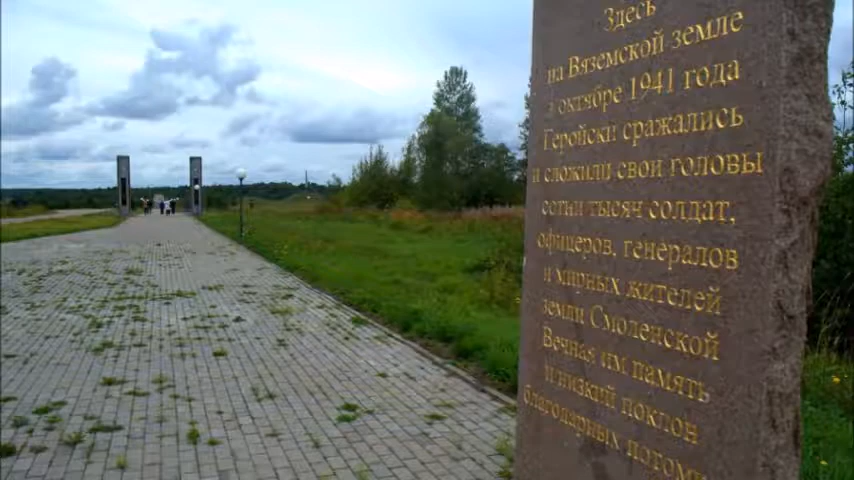 Здесь
на Вяземской земле
в октябре 1941 года
Геройски сражались
и сложили свои головы
сотни тысяч солдат,
офицеров, генералов
и мирных жителей
земли Смоленской
Вечная им память
и низкий поклон
благодарных потомк